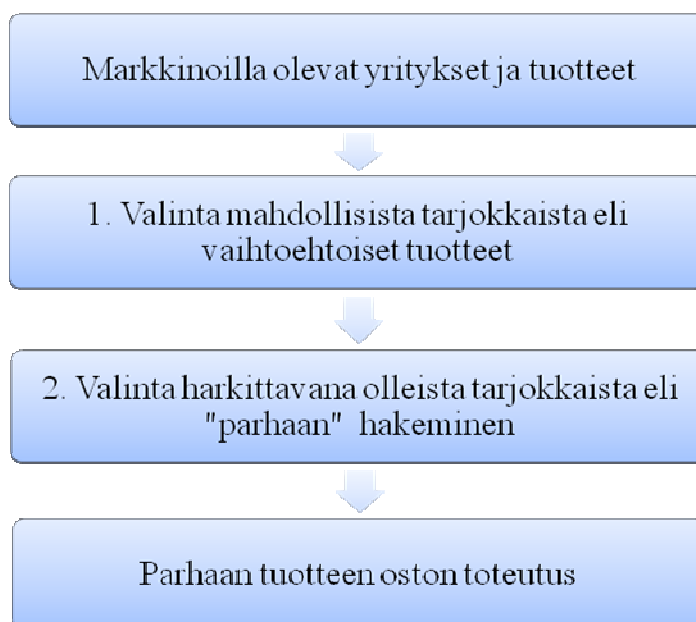 Markkinoilla olevat yritykset ja tuotteet
1. Valinta mahdollisista tarjokkaista eli
vaihtoehtoiset tuotteet
2. Valinta harkittavana olleista tarjokkaista eli
"parhaan" hakeminen
Parhaan tuotteen oston toteutus